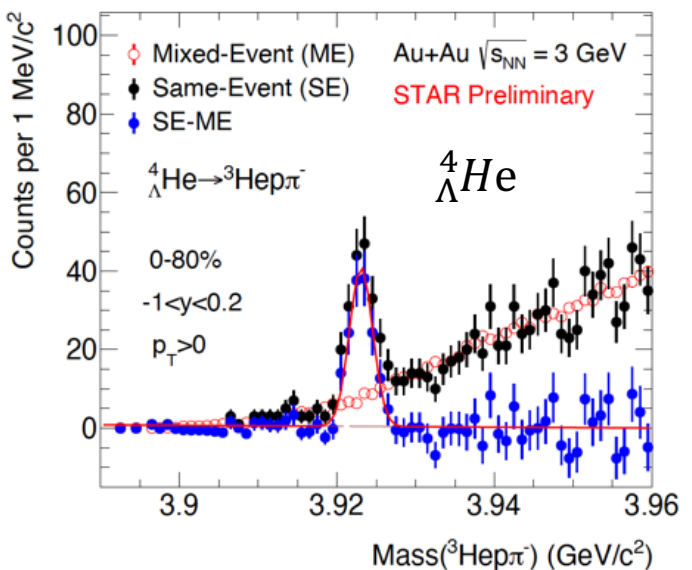 Counts per 1 MeV/c²
100
80
60
40
20
0
Mixed-Event (ME)
Same-Event (SE)
SE-ME
Au+Au √sNN = 3 GeV
STAR Preliminary
⁴ΛHe→³Hepπ⁻
⁴ΛHe
0-80%
-1<y<0.2
pT>0
3.9 3.92 3.94 3.96
Mass(³Hepπ⁻) (GeV/c²)